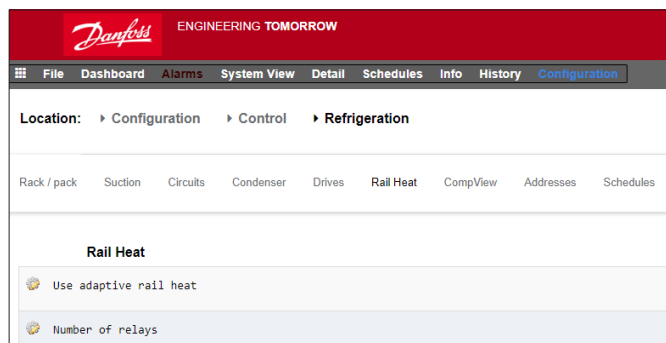 Danfoss ENGINEERING TOMORROW
File Dashboard Alarms System View Detail Schedules Info History Configuration
Location: Configuration Control Refrigeration
Rack / pack Suction Circuits Condenser Drives Rail Heat CompView Addresses Schedules
Rail Heat
Use adaptive rail heat
Number of relays